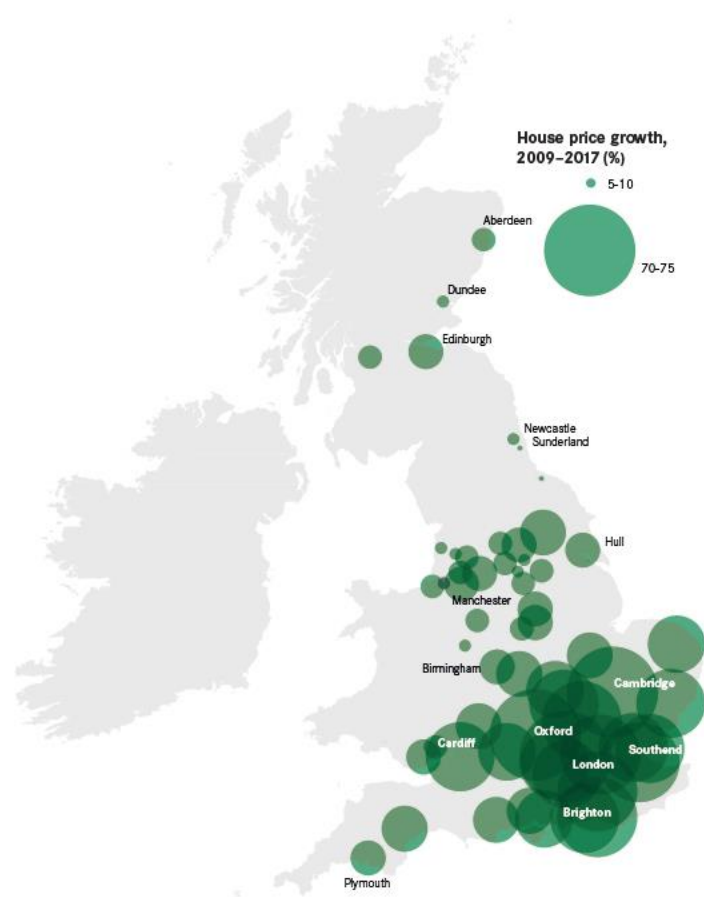 House price growth,
2009–2017 (%)
5-10
70-75
Aberdeen
Dundee
Edinburgh
Newcastle
Sunderland
Hull
Manchester
Birmingham
Cambridge
Oxford
Cardiff
Southend
London
Brighton
Plymouth